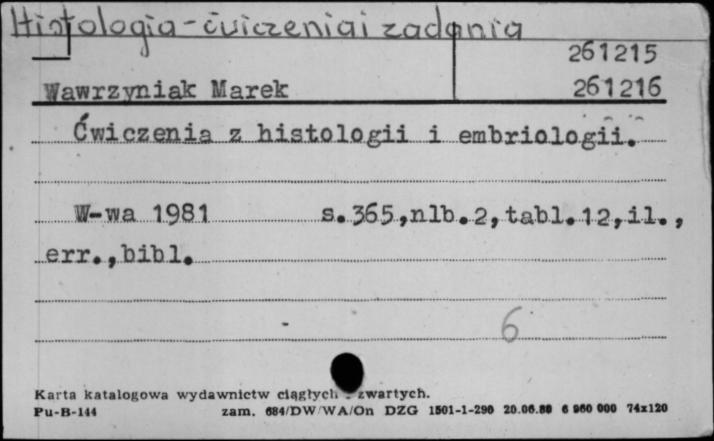 Histologia - ćwiczenia i zadania
261215
Wawrzyniak Marek 261216
Ćwiczenia z histologii i embriologii.
W-wa 1981 s.365,nlb.2,tabl.12,il.,
err.,bibl.
6
Karta katalogowa wydawnictw ciągłych zwartych.
Pu-B-144 zam. 684/DW/WA/On DZG 1501-1-290 20.06.80 6 960 000 74x120